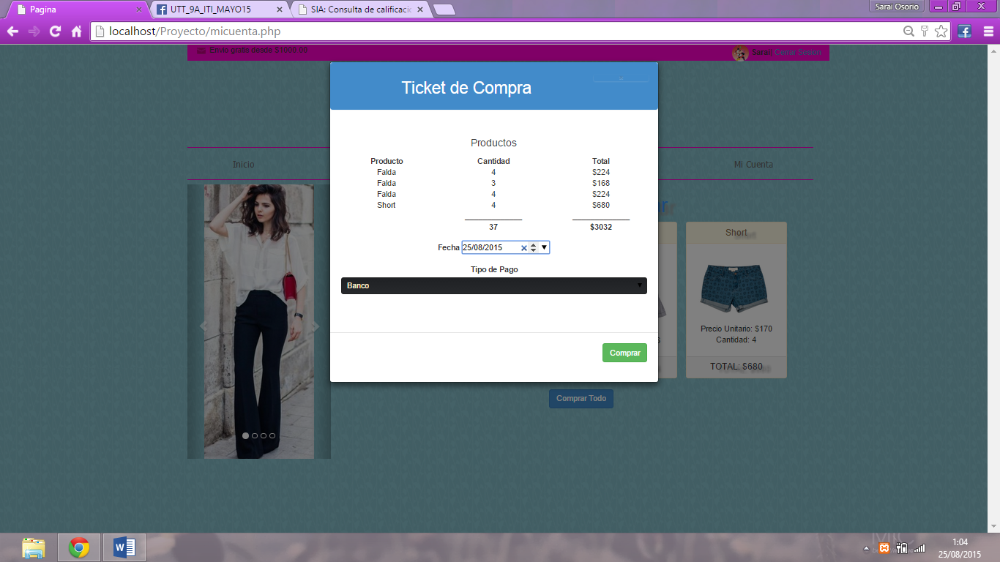 Pagina
UTT_9A_ITI_MAYO15
SIA: Consulta de calificacio
Sarai Osorio
localhost/Proyecto/micuenta.php
Envio gratis desde $1000.00
Sarai: Cerrar Sesion
Ticket de Compra
Inicio
Mi Cuenta
Productos
Producto Cantidad Total
Falda 4 $224
Falda 3 $168
Falda 4 $224
Short 4 $680
37 $3032
Fecha 25/08/2015
Tipo de Pago
Banco
Comprar
Short
Precio Unitario: $170
Cantidad: 4
TOTAL: $680
Comprar Todo
1:04
25/08/2015